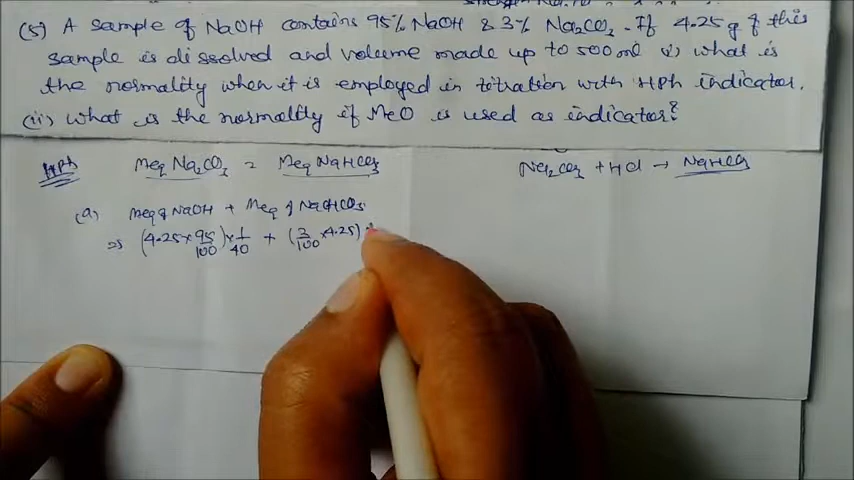 (5) A sample of NaOH contains 95% NaOH & 3% Na₂CO₃. If 4.25g of this
sample is dissolved and volume made up to 500 ml (i) what is
the normality when it is employed in titration with HPh indicator.
(ii) What is the normality if MeO is used as indicator?
HPh Meq Na₂CO₃ = Meq NaHCO₃ Na₂CO₃ + HCl → NaHCO₃
(a) Meq of NaOH + Meq of NaHCO₃
⇒ (4.25 × 95/100) × 1/40 + (3/100 × 4.25)